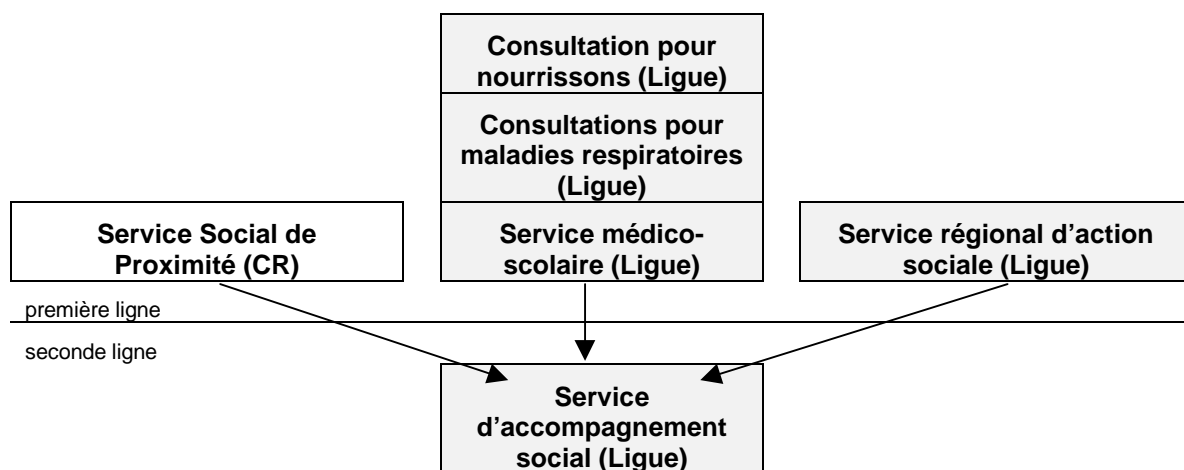 Consultation pour
nourrissons (Ligue)
Consultations pour
maladies respiratoires
(Ligue)
Service Social de
Proximité (CR)
Service médico-
scolaire (Ligue)
Service régional d'action
sociale (Ligue)
première ligne
seconde ligne
Service
d'accompagnement
social (Ligue)